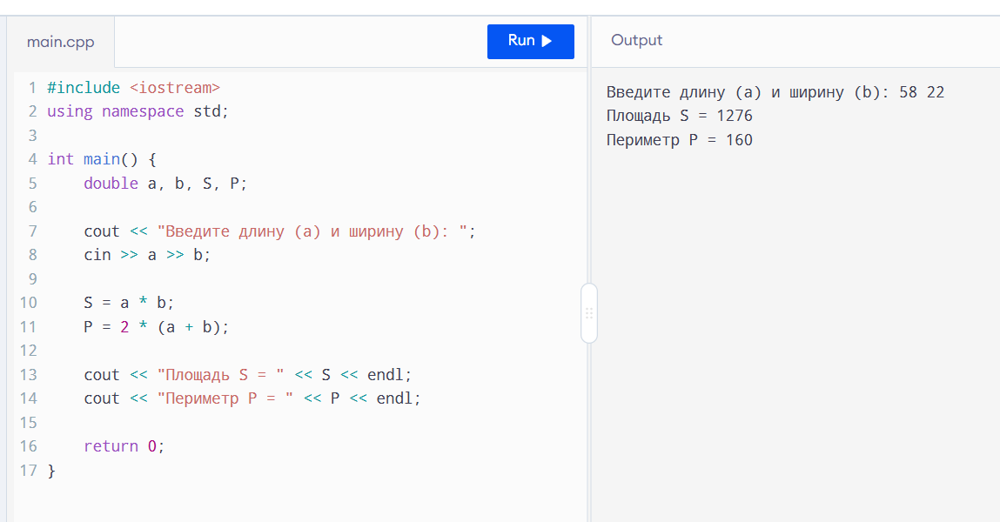 main.cpp
Run
1 #include <iostream>
2 using namespace std;
3
4 int main() {
5     double a, b, S, P;
6
7     cout << "Введите длину (a) и ширину (b): ";
8     cin >> a >> b;
9
10     S = a * b;
11     P = 2 * (a + b);
12
13     cout << "Площадь S = " << S << endl;
14     cout << "Периметр P = " << P << endl;
15
16     return 0;
17 }
Output
Введите длину (a) и ширину (b): 58 22
Площадь S = 1276
Периметр P = 160